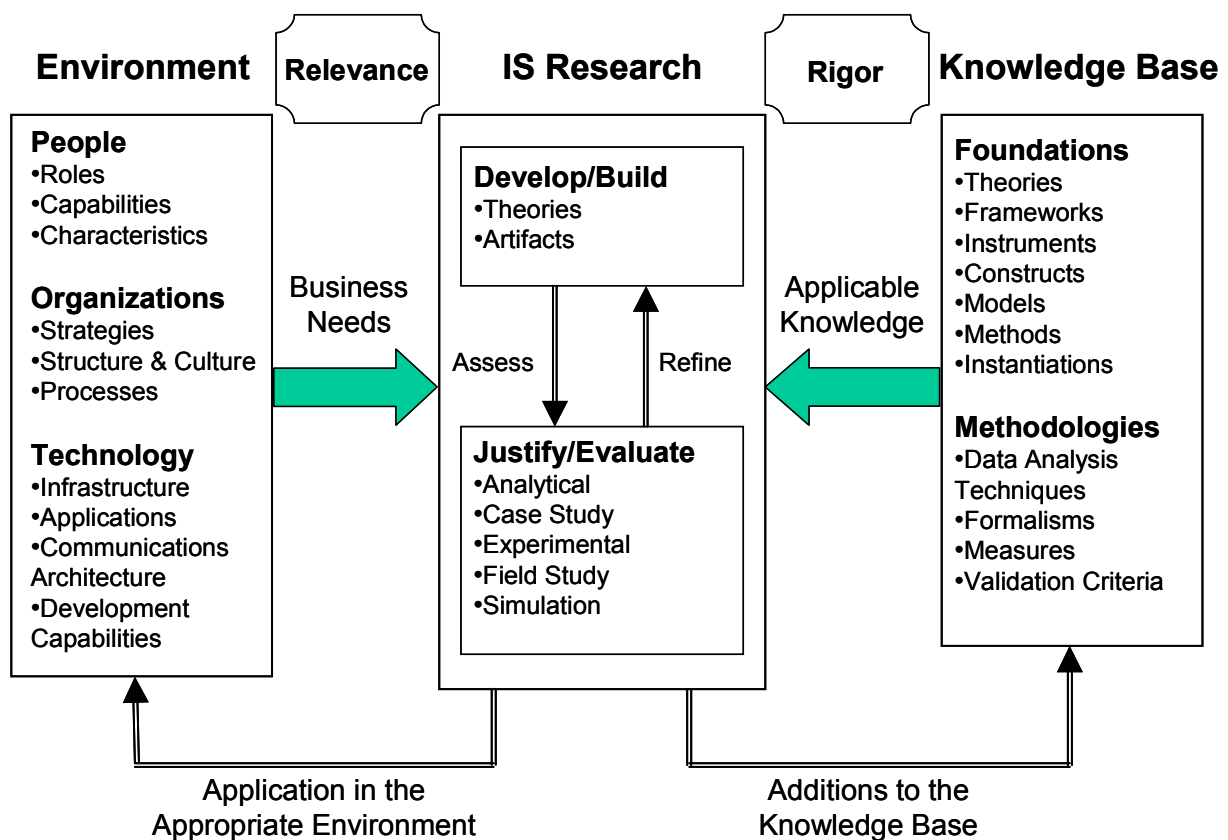 Environment
Relevance
IS Research
Rigor
Knowledge Base
People
•Roles
•Capabilities
•Characteristics
Organizations
•Strategies
•Structure & Culture
•Processes
Technology
•Infrastructure
•Applications
•Communications
Architecture
•Development
Capabilities
Business
Needs
Develop/Build
•Theories
•Artifacts
Assess
Refine
Justify/Evaluate
•Analytical
•Case Study
•Experimental
•Field Study
•Simulation
Applicable
Knowledge
Foundations
•Theories
•Frameworks
•Instruments
•Constructs
•Models
•Methods
•Instantiations
Methodologies
•Data Analysis
Techniques
•Formalisms
•Measures
•Validation Criteria
Application in the
Appropriate Environment
Additions to the
Knowledge Base